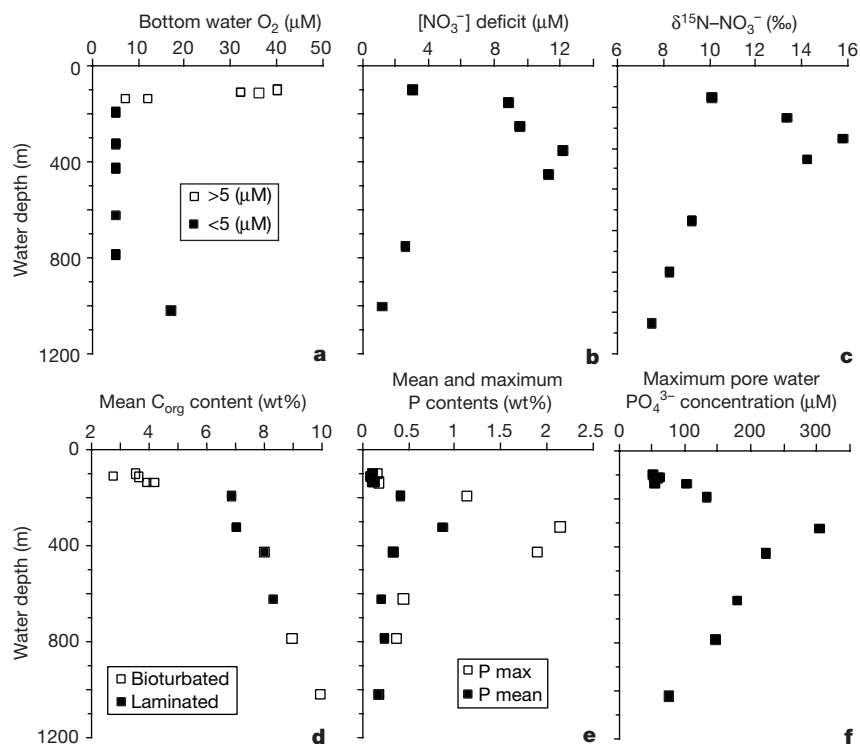 Bottom water O₂ (μM)
0 10 20 30 40 50
0
400
800
1200
Water depth (m)
>5 (μM)
<5 (μM)
a
[NO₃⁻] deficit (μM)
0 4 8 12
b
δ¹⁵N–NO₃⁻ (‰)
6 8 10 12 14 16
c
Mean Corg content (wt%)
2 4 6 8 10
0
400
800
1200
Water depth (m)
Bioturbated
Laminated
d
Mean and maximum
P contents (wt%)
0 0.5 1 1.5 2 2.5
P max
P mean
e
Maximum pore water
PO₄³⁻ concentration (μM)
0 100 200 300
f